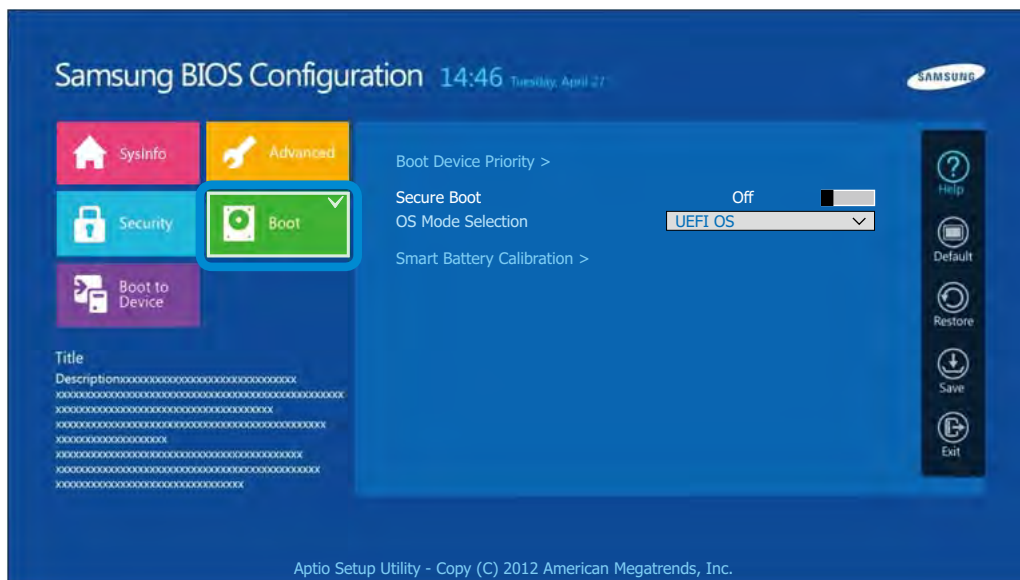 Samsung BIOS Configuration 14:46 Tuesday, April 27
SAMSUNG
SysInfo
Advanced
Security
Boot
Boot to
Device
Boot Device Priority >
Secure Boot Off
OS Mode Selection UEFI OS
Smart Battery Calibration >
Help
Default
Restore
Save
Exit
Title
Aptio Setup Utility - Copy (C) 2012 American Megatrends, Inc.